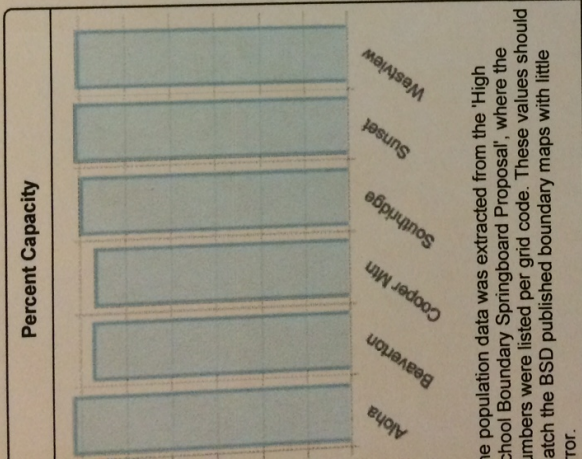 Percent Capacity
Aloha
Beaverton
Cooper Mtn
Southridge
Sunset
Westview
he population data was extracted from the 'High
chool Boundary Springboard Proposal', where the
umbers were listed per grid code. These values should
atch the BSD published boundary maps with little
rror.